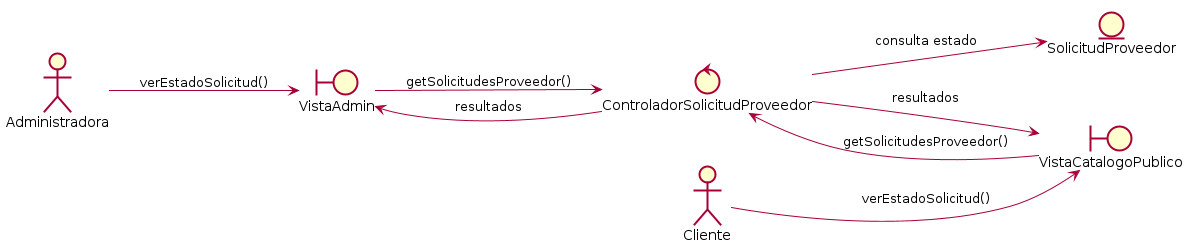 consulta estado
SolicitudProveedor
verEstadoSolicitud()
getSolicitudesProveedor()
resultados
resultados
Administradora
VistaAdmin
ControladorSolicitudProveedor
getSolicitudesProveedor()
VistaCatalogoPublico
verEstadoSolicitud()
Cliente